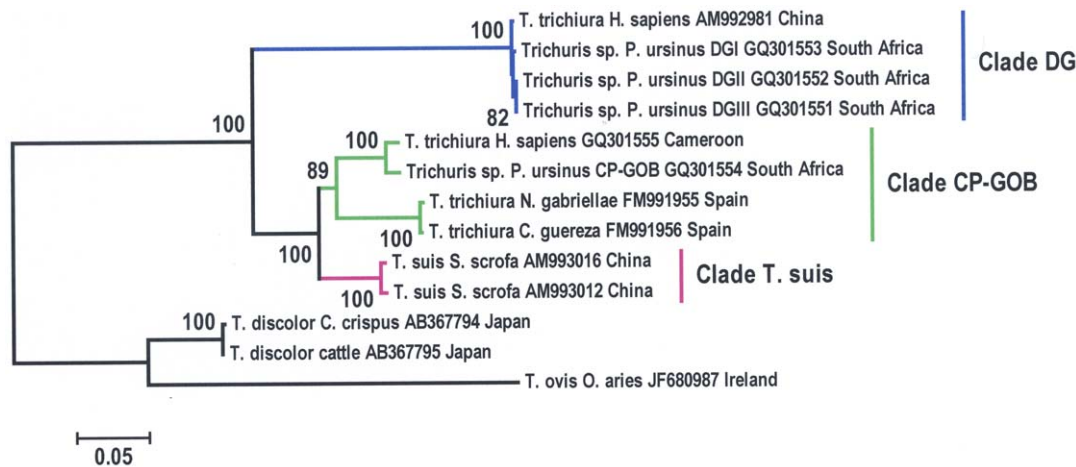 T. trichiura H. sapiens AM992981 China
100
Trichuris sp. P. ursinus DGI GQ301553 South Africa
Clade DG
Trichuris sp. P. ursinus DGII GQ301552 South Africa
82
Trichuris sp. P. ursinus DGIII GQ301551 South Africa
100
100
T. trichiura H. sapiens GQ301555 Cameroon
89
Trichuris sp. P. ursinus CP-GOB GQ301554 South Africa
Clade CP-GOB
T. trichiura N. gabriellae FM991955 Spain
100
T. trichiura C. guereza FM991956 Spain
100
T. suis S. scrofa AM993016 China
Clade T. suis
100
T. suis S. scrofa AM993012 China
100
T. discolor C. crispus AB367794 Japan
T. discolor cattle AB367795 Japan
T. ovis O. aries JF680987 Ireland
0.05